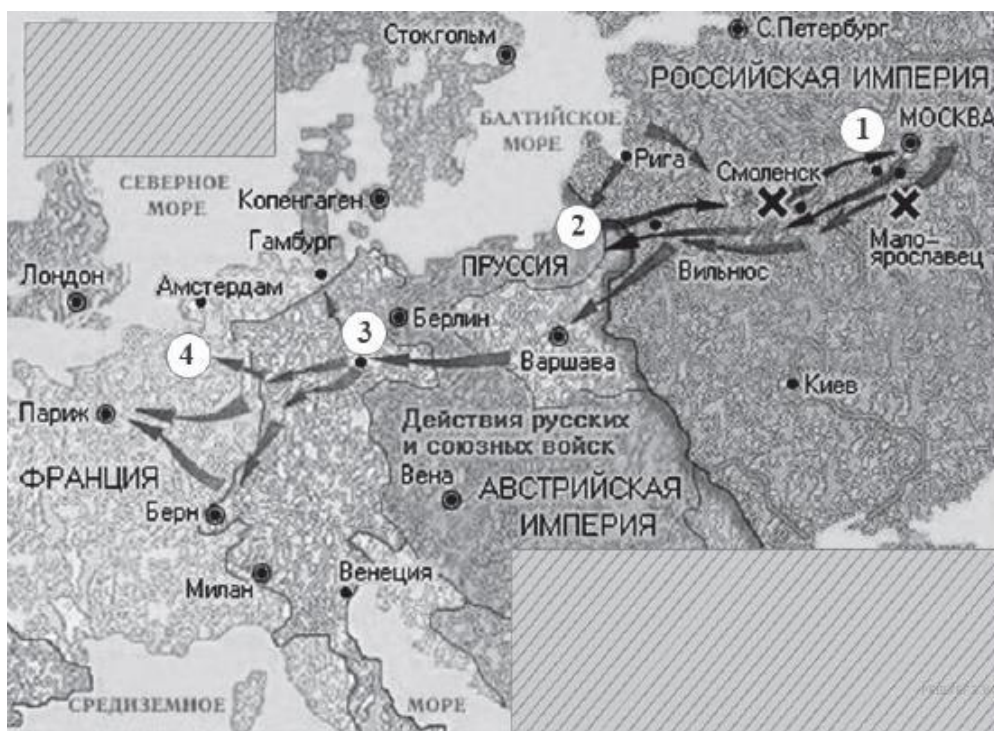 С.Петербург
Стокгольм
РОССИЙСКАЯ ИМПЕРИЯ
БАЛТИЙСКОЕ
МОРЕ
1
МОСКВА
Рига
Смоленск
СЕВЕРНОЕ
МОРЕ
Копенгаген
2
Гамбург
ПРУССИЯ
Вильнюс
Мало-
ярославец
Лондон
Амстердам
Берлин
3
4
Варшава
Киев
Париж
Действия русских
и союзных войск
ФРАНЦИЯ
Вена
АВСТРИЙСКАЯ
ИМПЕРИЯ
Берн
Милан
Венеция
СРЕДИЗЕМНОЕ
МОРЕ